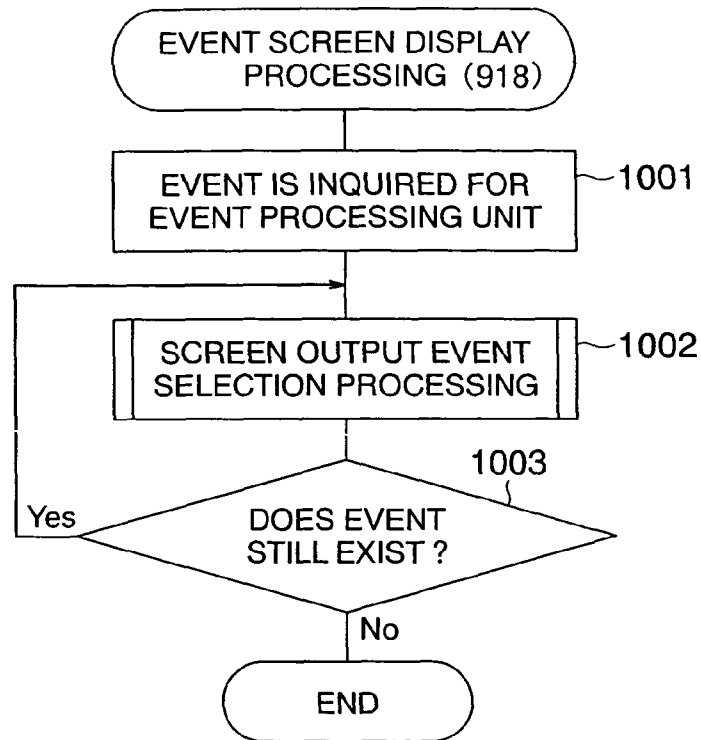 EVENT SCREEN DISPLAY
PROCESSING (918)
EVENT IS INQUIRED FOR
EVENT PROCESSING UNIT
1001
SCREEN OUTPUT EVENT
SELECTION PROCESSING
1002
1003
DOES EVENT
STILL EXIST ?
Yes
No
END